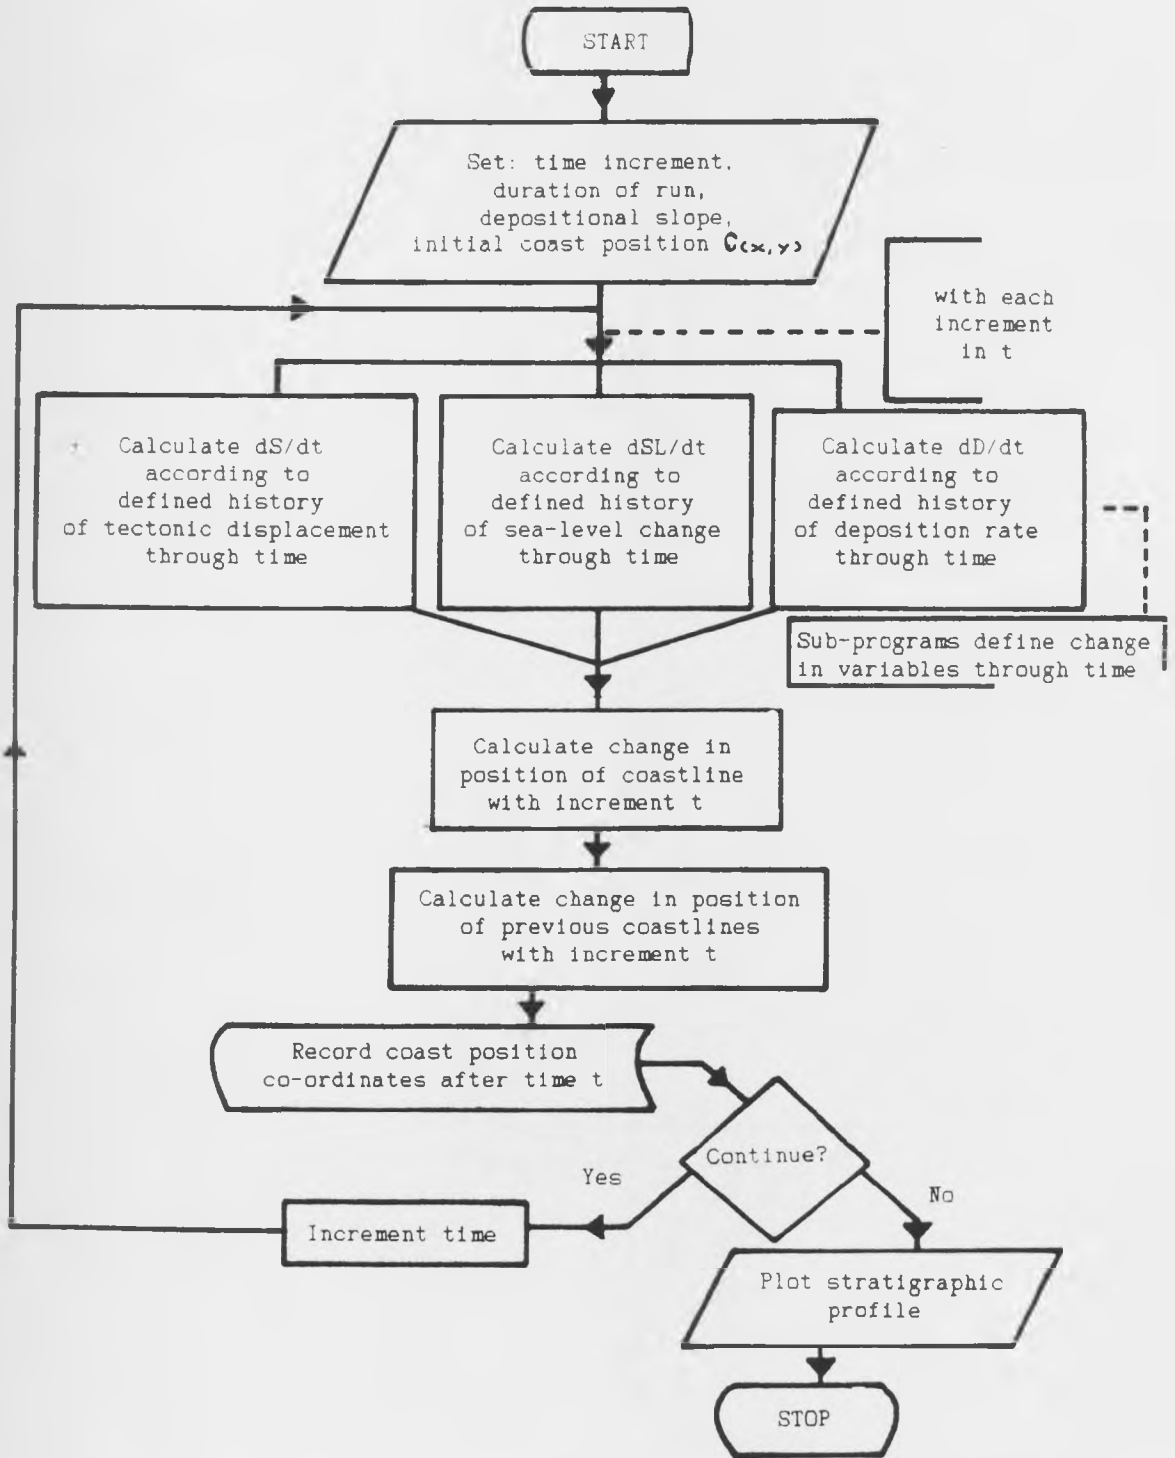 START
Set: time increment,
duration of run,
depositional slope,
initial coast position C(x,y)
with each
increment
in t
Calculate dS/dt
according to
defined history
of tectonic displacement
through time
Calculate dSL/dt
according to
defined history
of sea-level change
through time
Calculate dD/dt
according to
defined history
of deposition rate
through time
Sub-programs define change
in variables through time
Calculate change in
position of coastline
with increment t
Calculate change in position
of previous coastlines
with increment t
Record coast position
co-ordinates after time t
Continue?
Yes
No
Increment time
Plot stratigraphic
profile
STOP